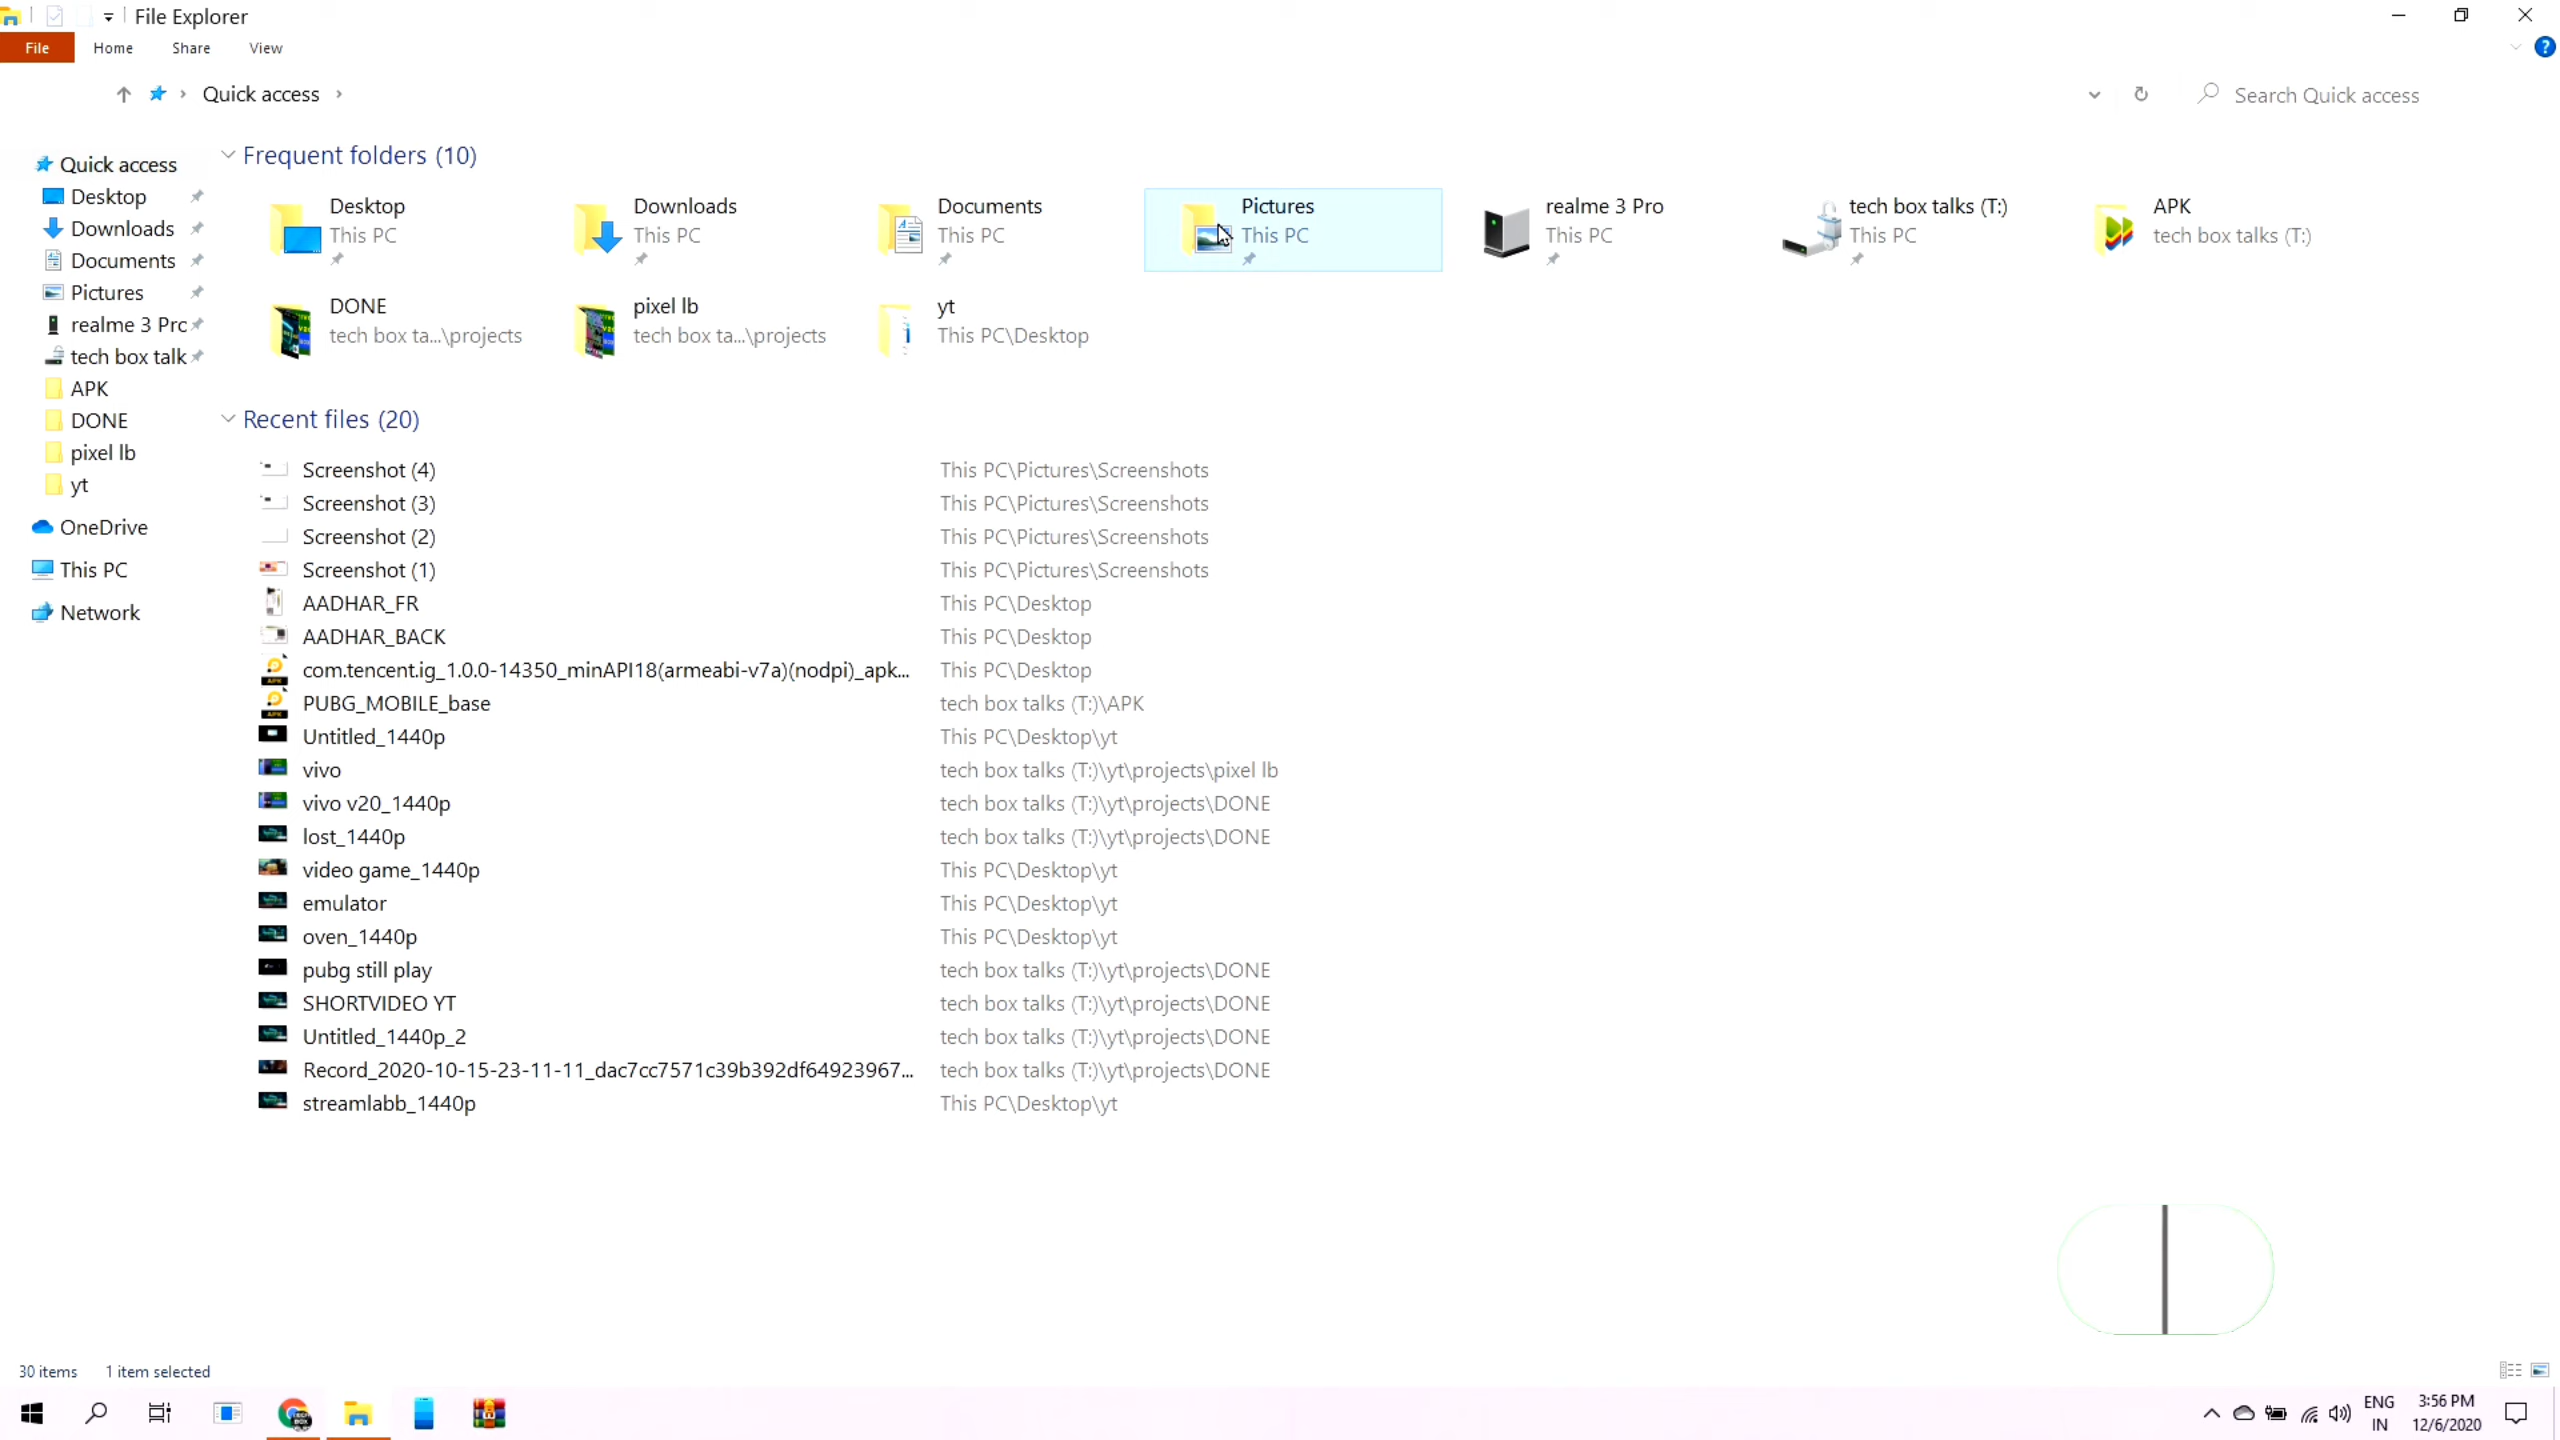 File Explorer
File Home Share View
Quick access
Search Quick access
Quick access
Desktop
Downloads
Documents
Pictures
realme 3 Pro
tech box talk
APK
DONE
pixel lb
yt
OneDrive
This PC
Network
Frequent folders (10)
Desktop
This PC
Downloads
This PC
Documents
This PC
Pictures
This PC
realme 3 Pro
This PC
tech box talks (T:)
This PC
APK
tech box talks (T:)
DONE
tech box ta...\projects
pixel lb
tech box ta...\projects
yt
This PC\Desktop
Recent files (20)
Screenshot (4) This PC\Pictures\Screenshots
Screenshot (3) This PC\Pictures\Screenshots
Screenshot (2) This PC\Pictures\Screenshots
Screenshot (1) This PC\Pictures\Screenshots
AADHAR_FR This PC\Desktop
AADHAR_BACK This PC\Desktop
com.tencent.ig_1.0.0-14350_minAPI18(armeabi-v7a)(nodpi)_apk... This PC\Desktop
PUBG_MOBILE_base tech box talks (T:)\APK
Untitled_1440p This PC\Desktop\yt
vivo tech box talks (T:)\yt\projects\pixel lb
vivo v20_1440p tech box talks (T:)\yt\projects\DONE
lost_1440p tech box talks (T:)\yt\projects\DONE
video game_1440p This PC\Desktop\yt
emulator This PC\Desktop\yt
oven_1440p This PC\Desktop\yt
pubg still play tech box talks (T:)\yt\projects\DONE
SHORTVIDEO YT tech box talks (T:)\yt\projects\DONE
Untitled_1440p_2 tech box talks (T:)\yt\projects\DONE
Record_2020-10-15-23-11-11_dac7cc7571c39b392df64923967... tech box talks (T:)\yt\projects\DONE
streamlabb_1440p This PC\Desktop\yt
30 items 1 item selected
ENG
IN
3:56 PM
12/6/2020